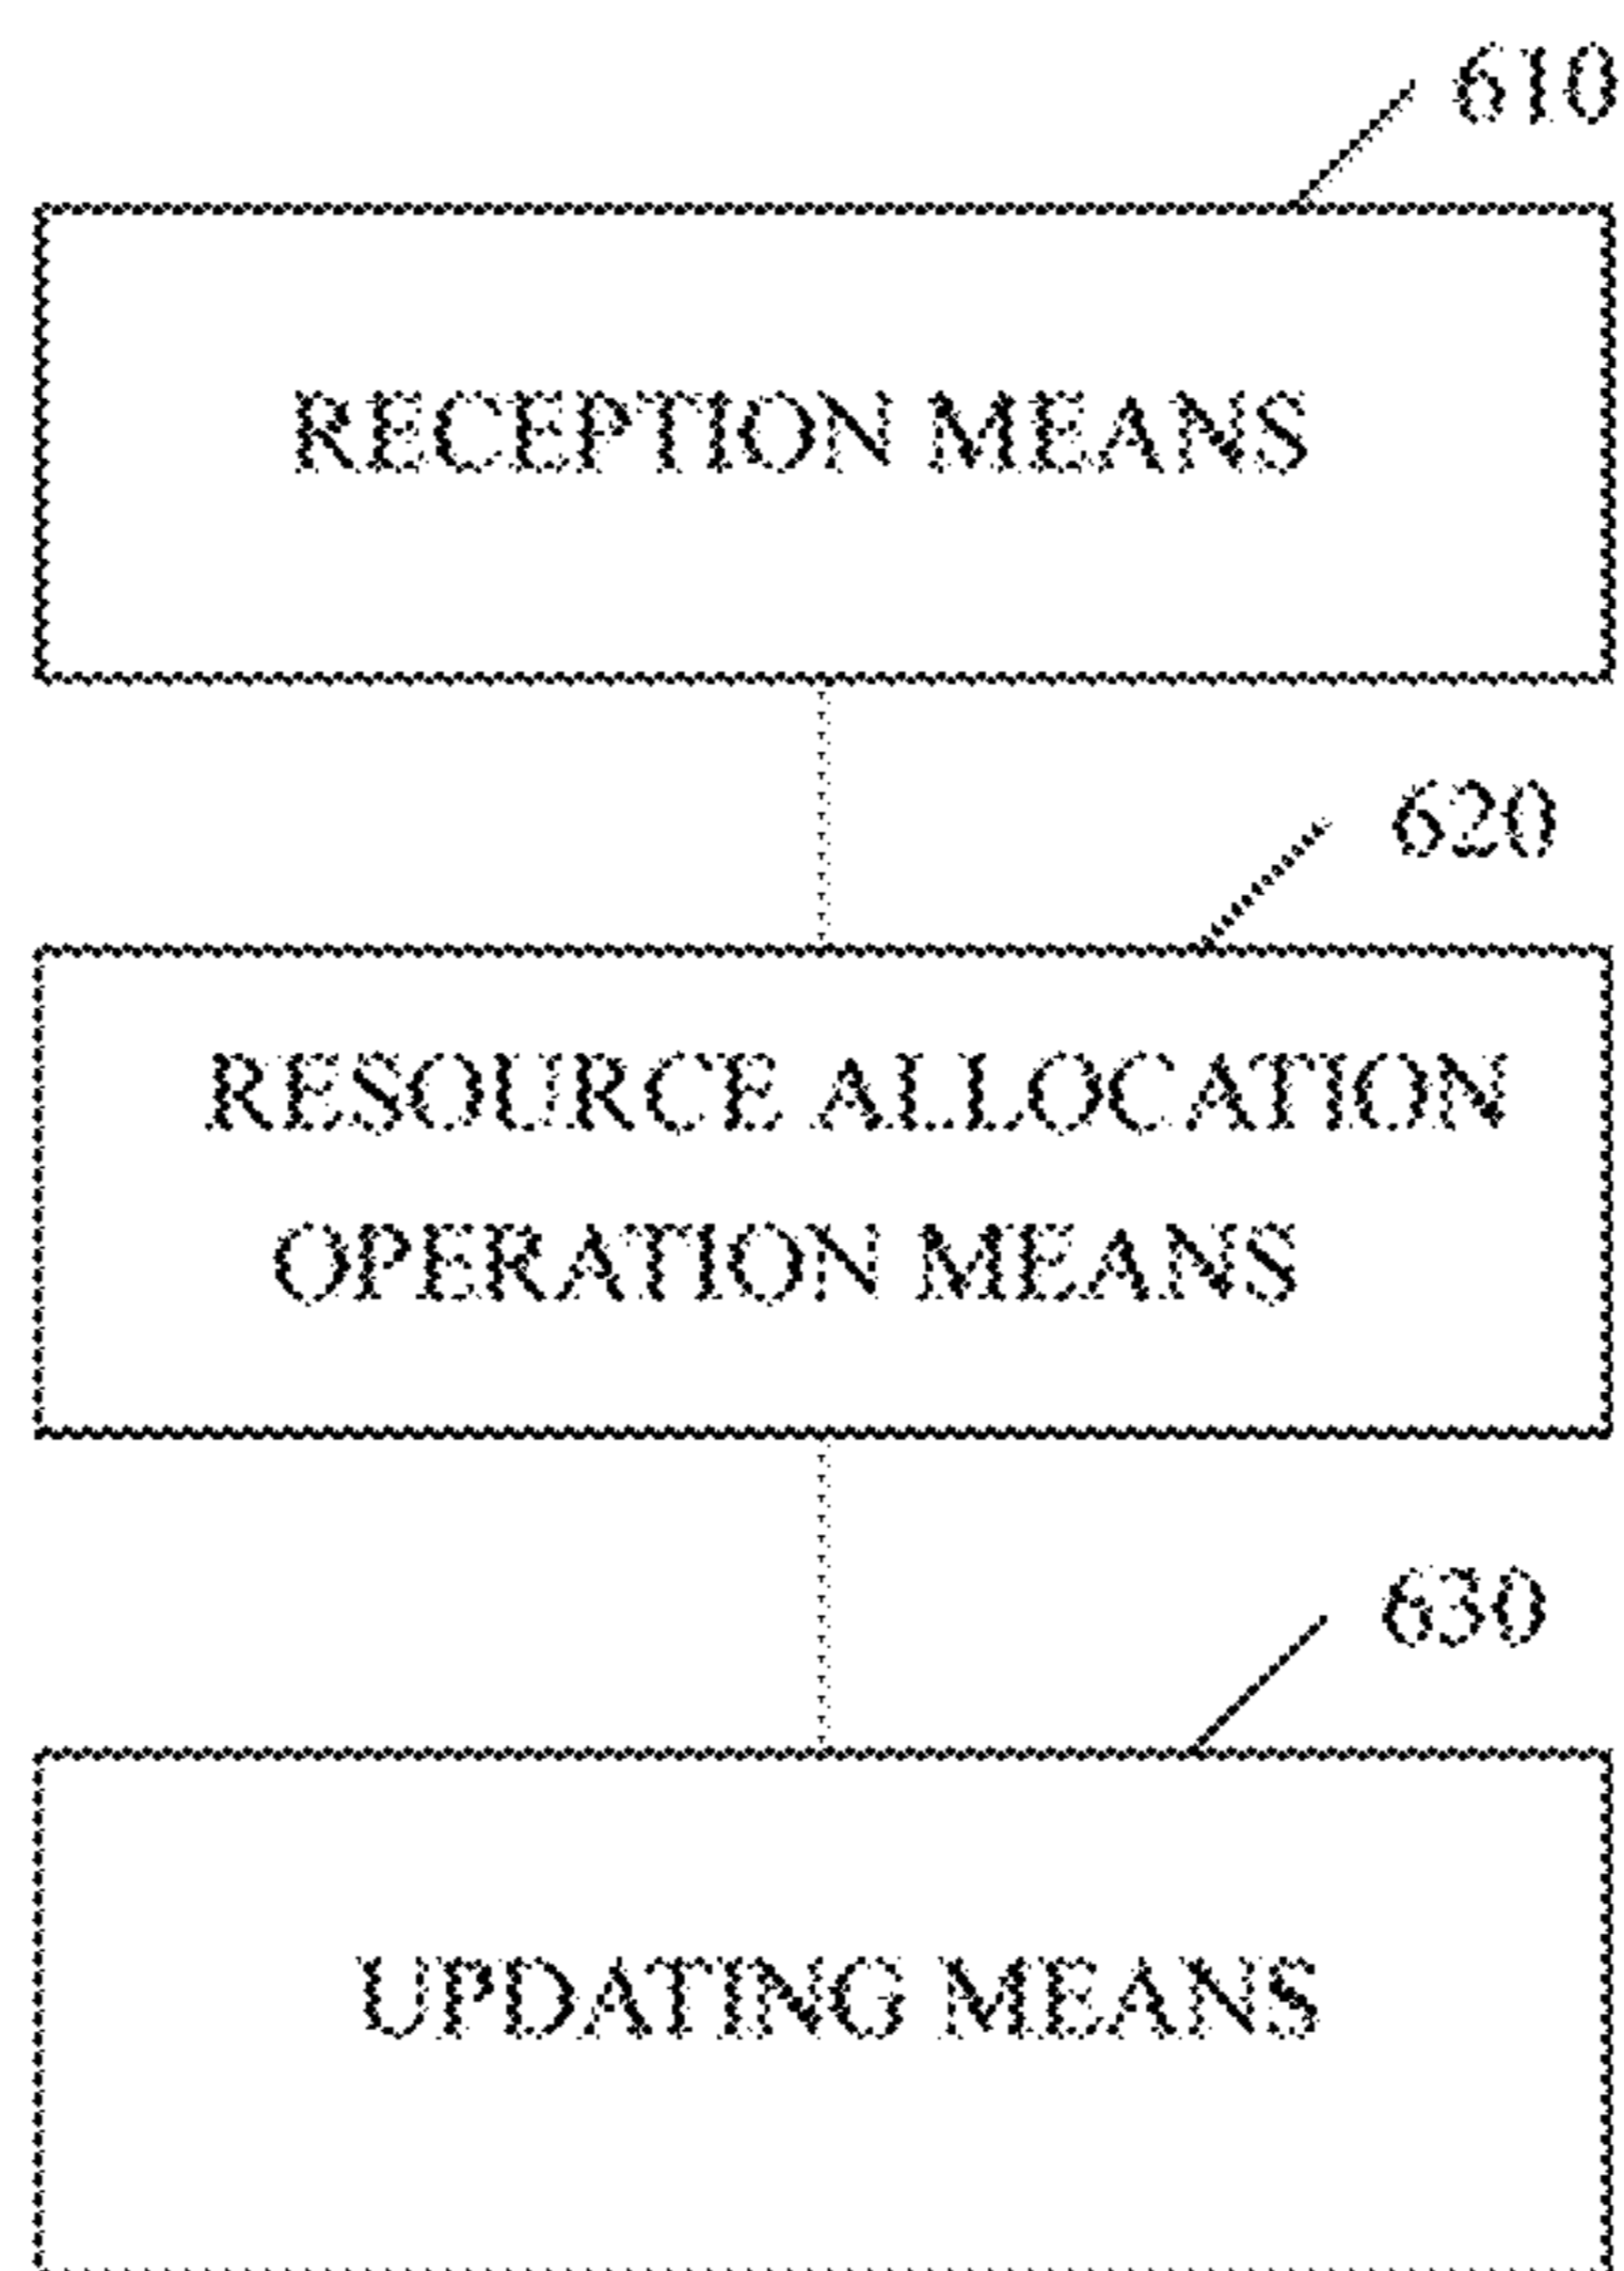 610
RECEPTION MEANS
620
RESOURCE ALLOCATION
OPERATION MEANS
630
UPDATING MEANS